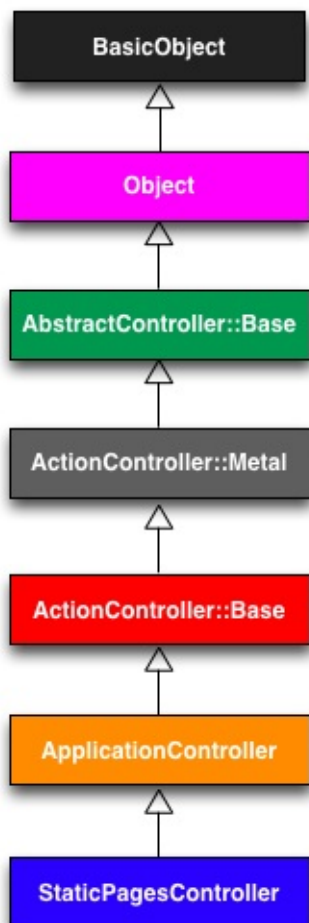 BasicObject
Object
AbstractController::Base
ActionController::Metal
ActionController::Base
ApplicationController
StaticPagesController